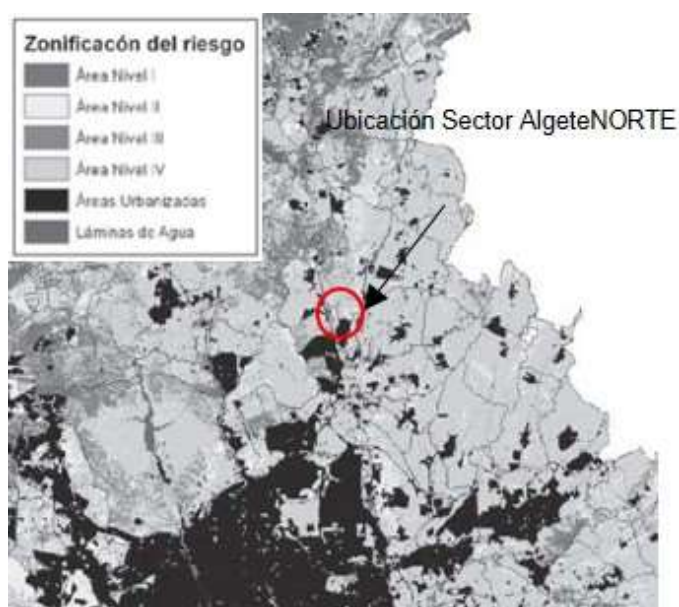 Zonificacón del riesgo
Área Nivel I
Área Nivel II
Área Nivel III
Área Nivel IV
Áreas Urbanizadas
Láminas de Agua
Ubicación Sector AlgeteNORTE